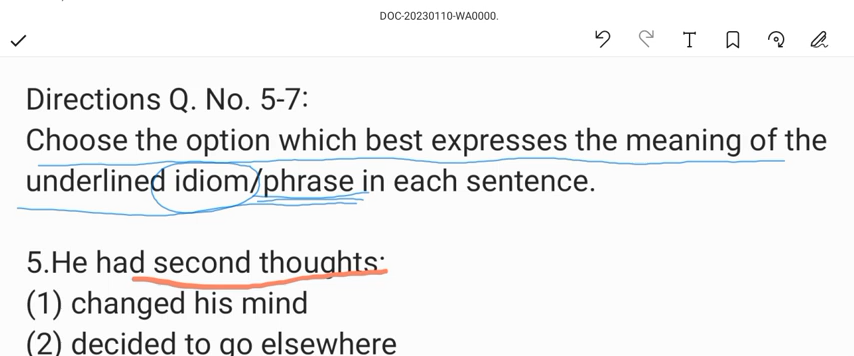 DOC-20230110-WA0000.
T
Directions Q. No. 5-7:
Choose the option which best expresses the meaning of the
underlined idiom/phrase in each sentence.
5.He had second thoughts:
(1) changed his mind
(2) decided to go elsewhere